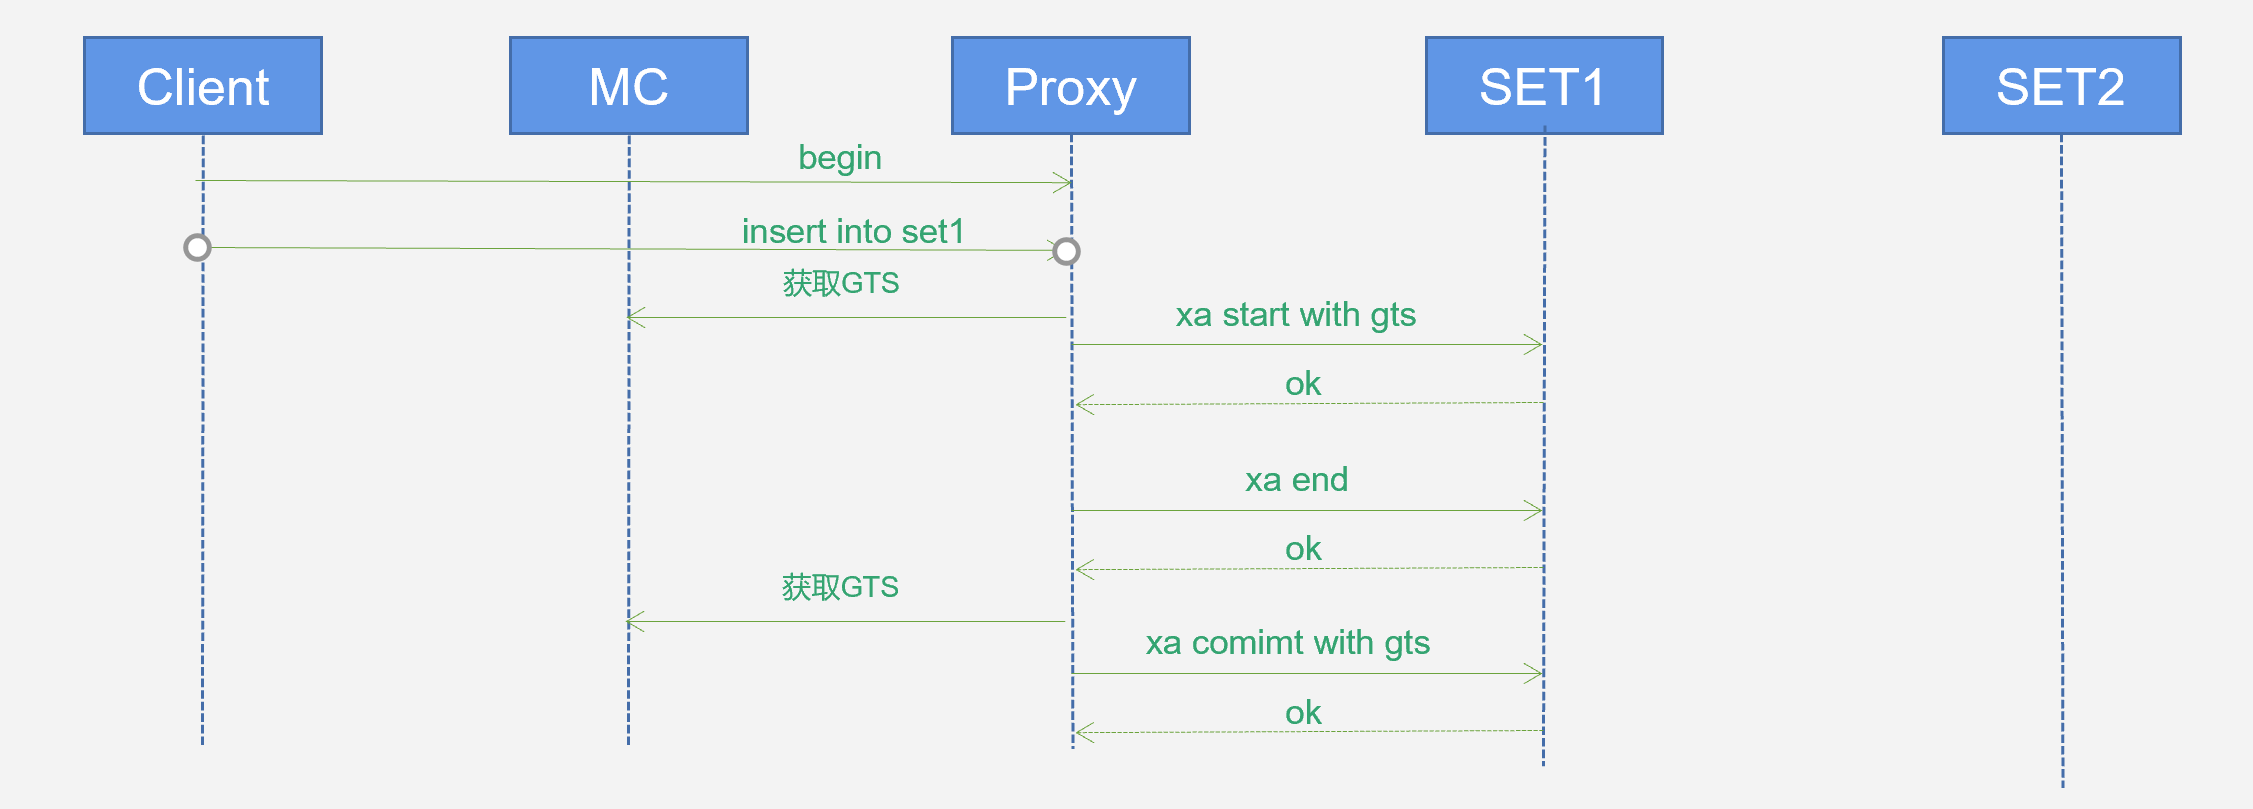 Client
MC
Proxy
SET1
SET2
begin
insert into set1
获取GTS
xa start with gts
ok
xa end
ok
获取GTS
xa comimt with gts
ok